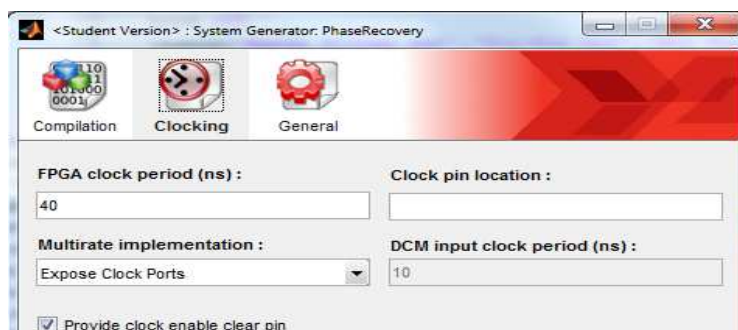 <Student Version> : System Generator: PhaseRecovery
Compilation
Clocking
General
FPGA clock period (ns) :
Clock pin location :
40
Multirate implementation :
DCM input clock period (ns) :
Expose Clock Ports
10
Provide clock enable clear pin